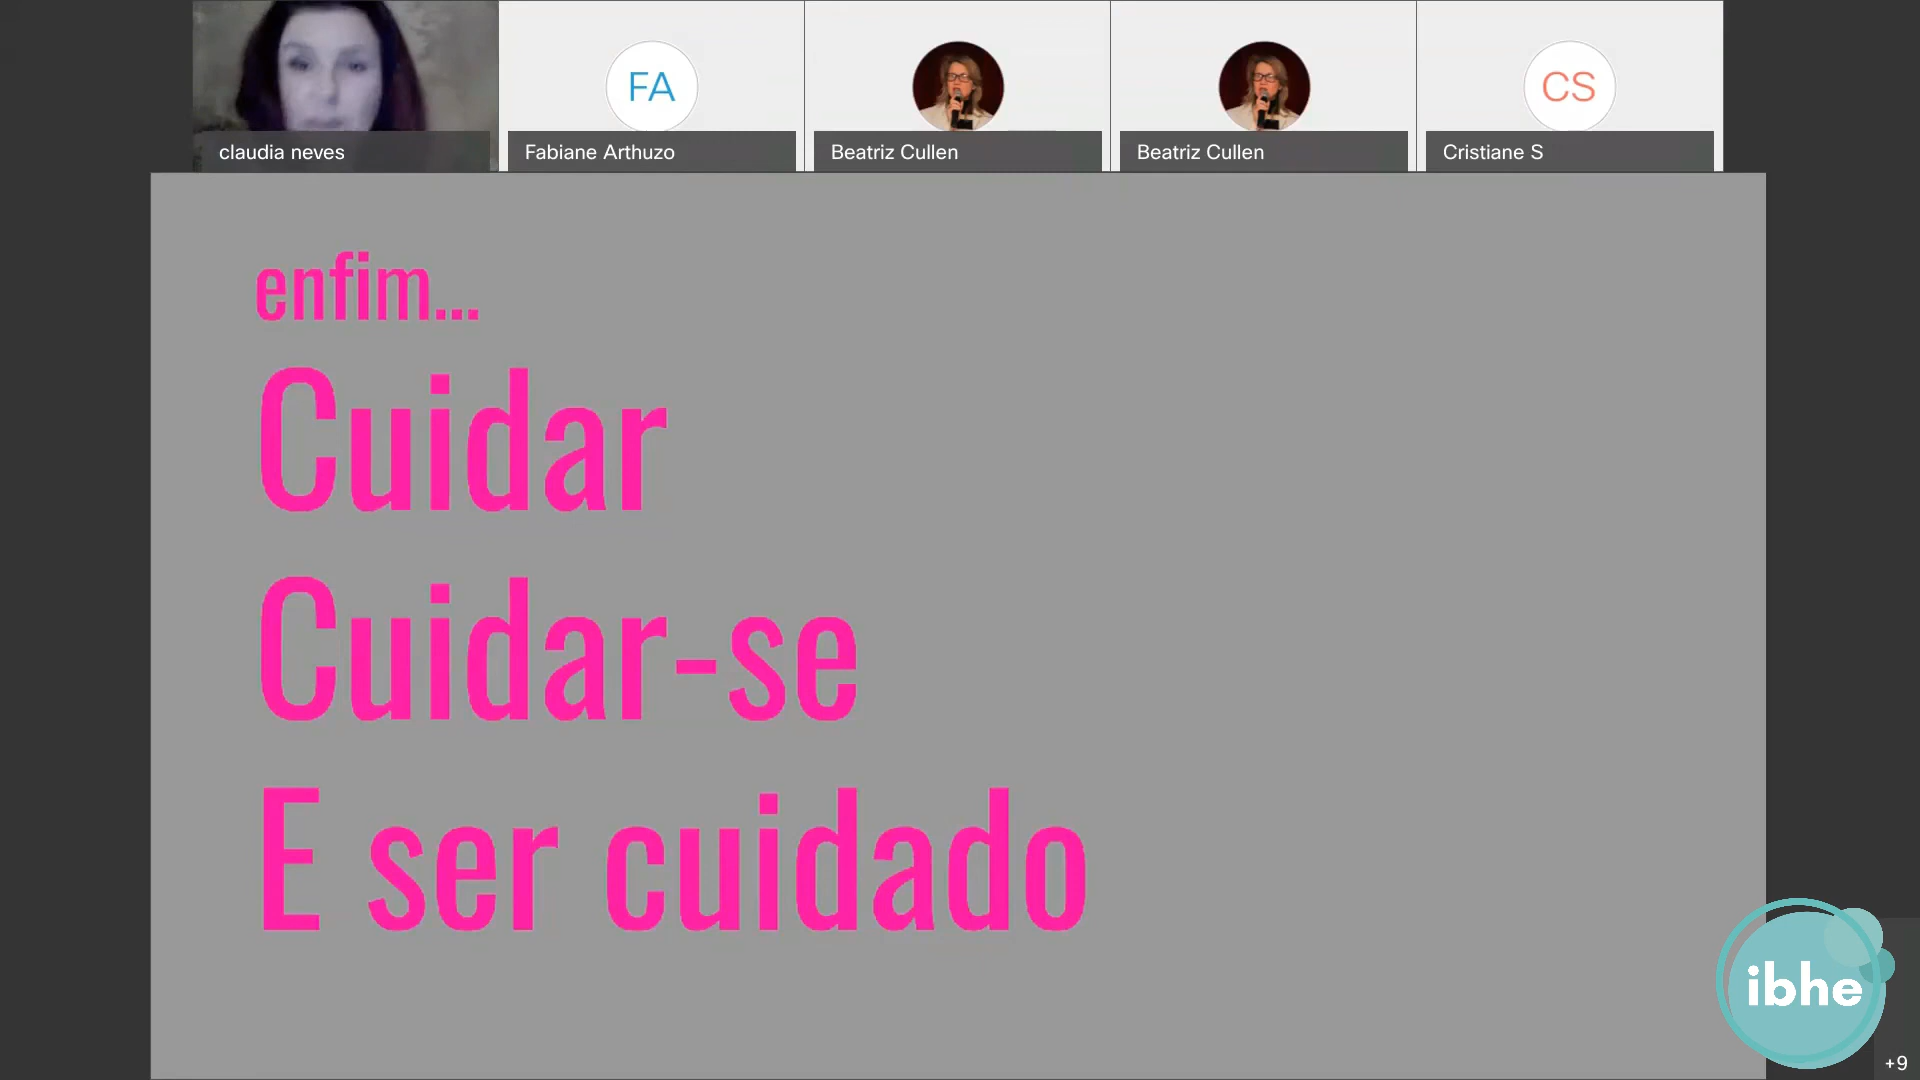 FA
CS
claudia neves
Fabiane Arthuzo
Beatriz Cullen
Beatriz Cullen
Cristiane S
enfim...
Cuidar
Cuidar-se
E ser cuidado
ibhe
+9